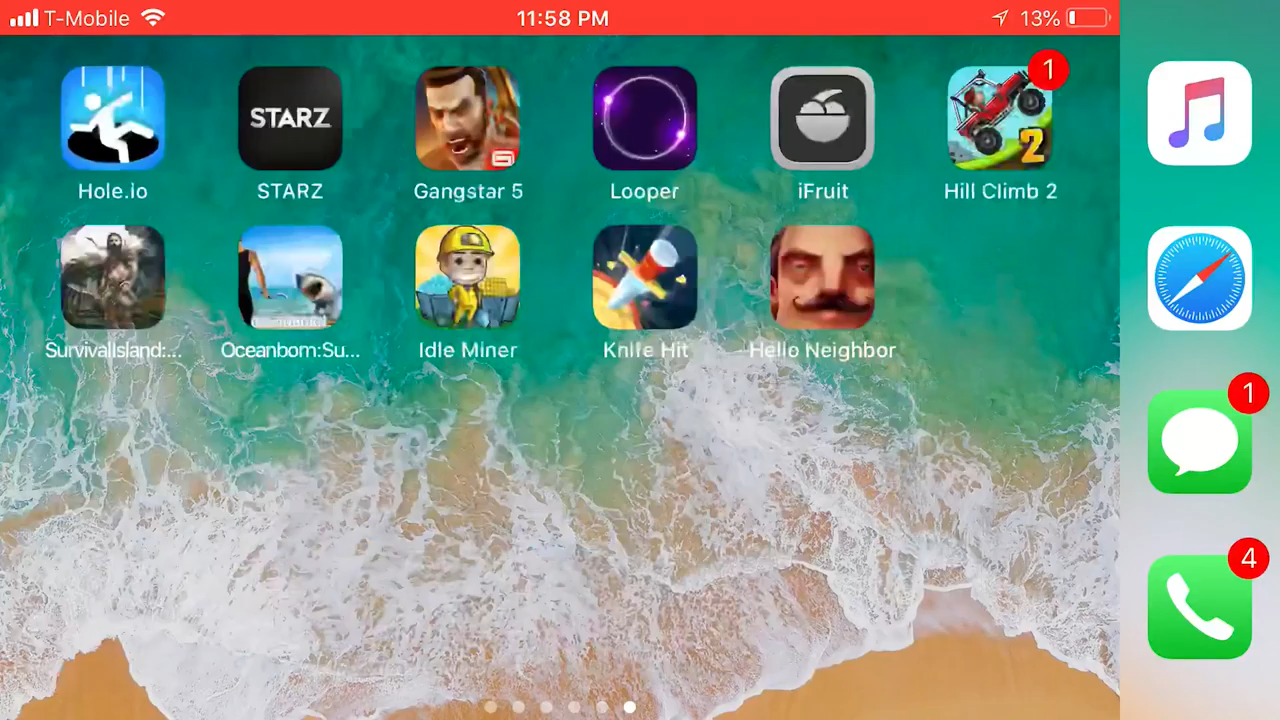 T-Mobile 11:58 PM 13%
1
STARZ
2
Hole.io STARZ Gangstar 5 Looper iFruit Hill Climb 2
SurvivalIsland:... Oceanborn:Su... Idle Miner Knife Hit Hello Neighbor
1
4